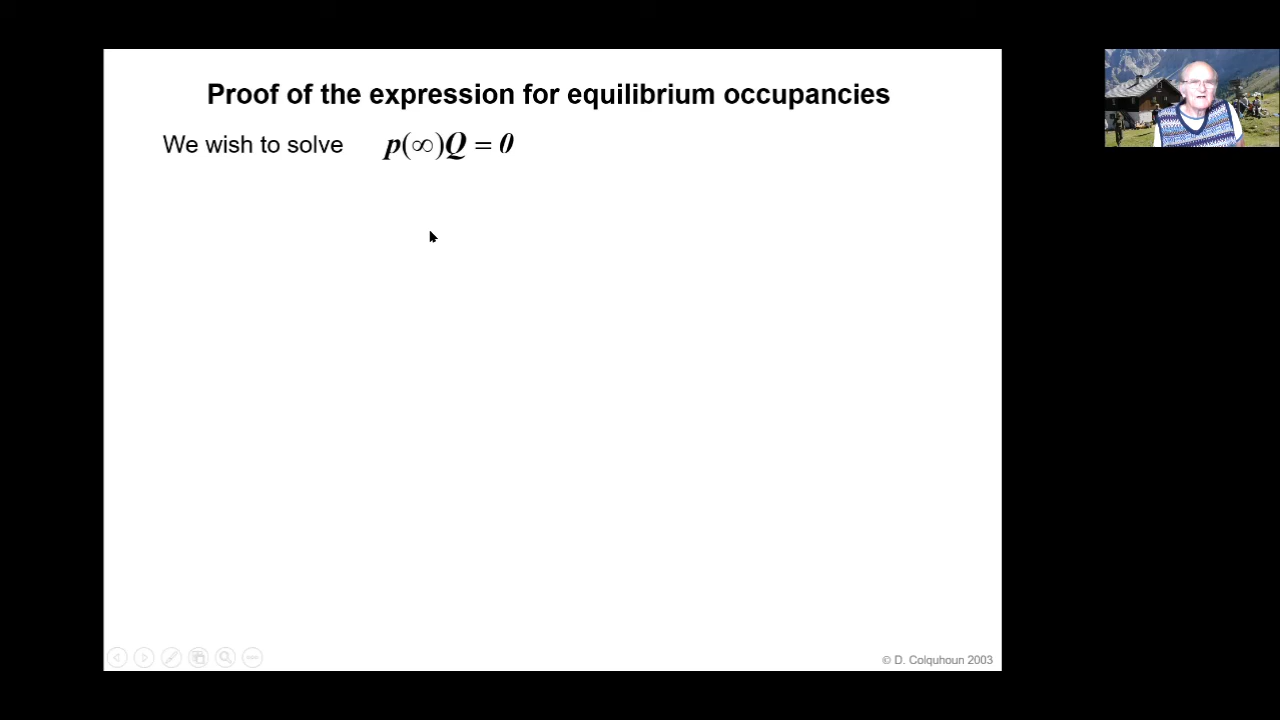 Proof of the expression for equilibrium occupancies
We wish to solve p(∞)Q = 0
© D. Colquhoun 2003